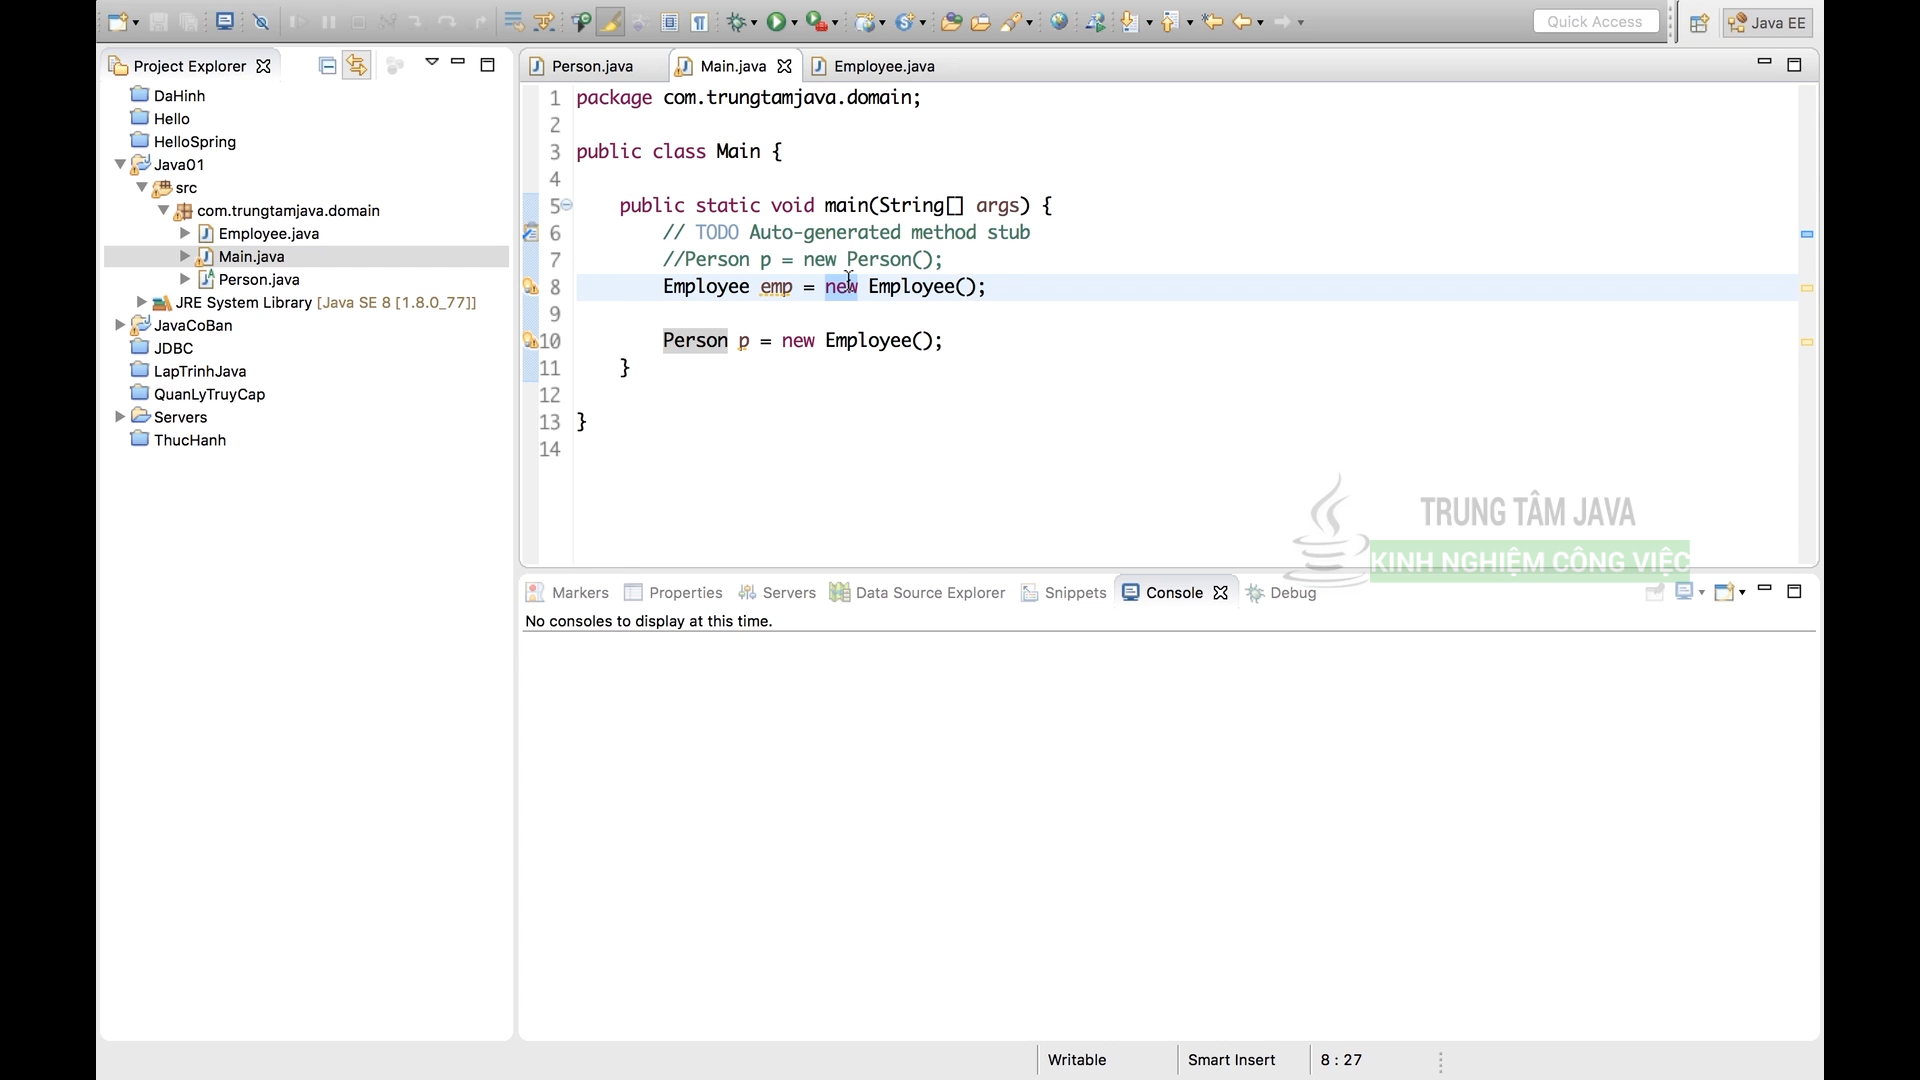 Quick Access
Java EE
Project Explorer
DaHinh
Hello
HelloSpring
Java01
src
com.trungtamjava.domain
Employee.java
Main.java
Person.java
JRE System Library [Java SE 8 [1.8.0_77]]
JavaCoBan
JDBC
LapTrinhJava
QuanLyTruyCap
Servers
ThucHanh
Person.java
Main.java
Employee.java
1 package com.trungtamjava.domain;
2
3 public class Main {
4
5 public static void main(String[] args) {
6 // TODO Auto-generated method stub
7 //Person p = new Person();
8 Employee emp = new Employee();
9
10 Person p = new Employee();
11 }
12
13 }
14
TRUNG TÂM JAVA
KINH NGHIỆM CÔNG VIỆC
Markers
Properties
Servers
Data Source Explorer
Snippets
Console
Debug
No consoles to display at this time.
Writable
Smart Insert
8 : 27